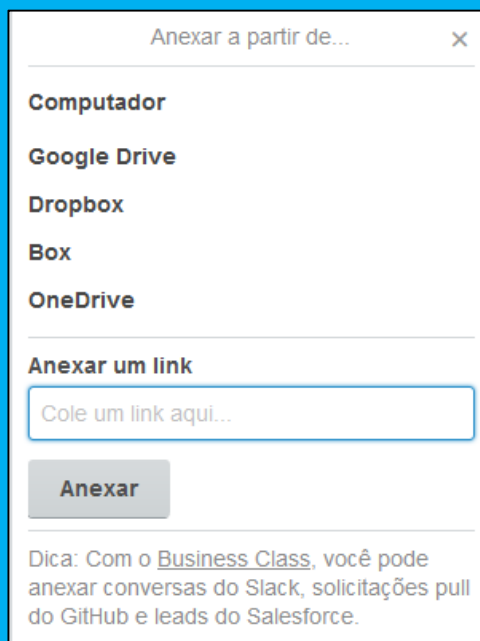 Anexar a partir de... ×
Computador
Google Drive
Dropbox
Box
OneDrive
Anexar um link
Cole um link aqui...
Anexar
Dica: Com o Business Class, você pode
anexar conversas do Slack, solicitações pull
do GitHub e leads do Salesforce.